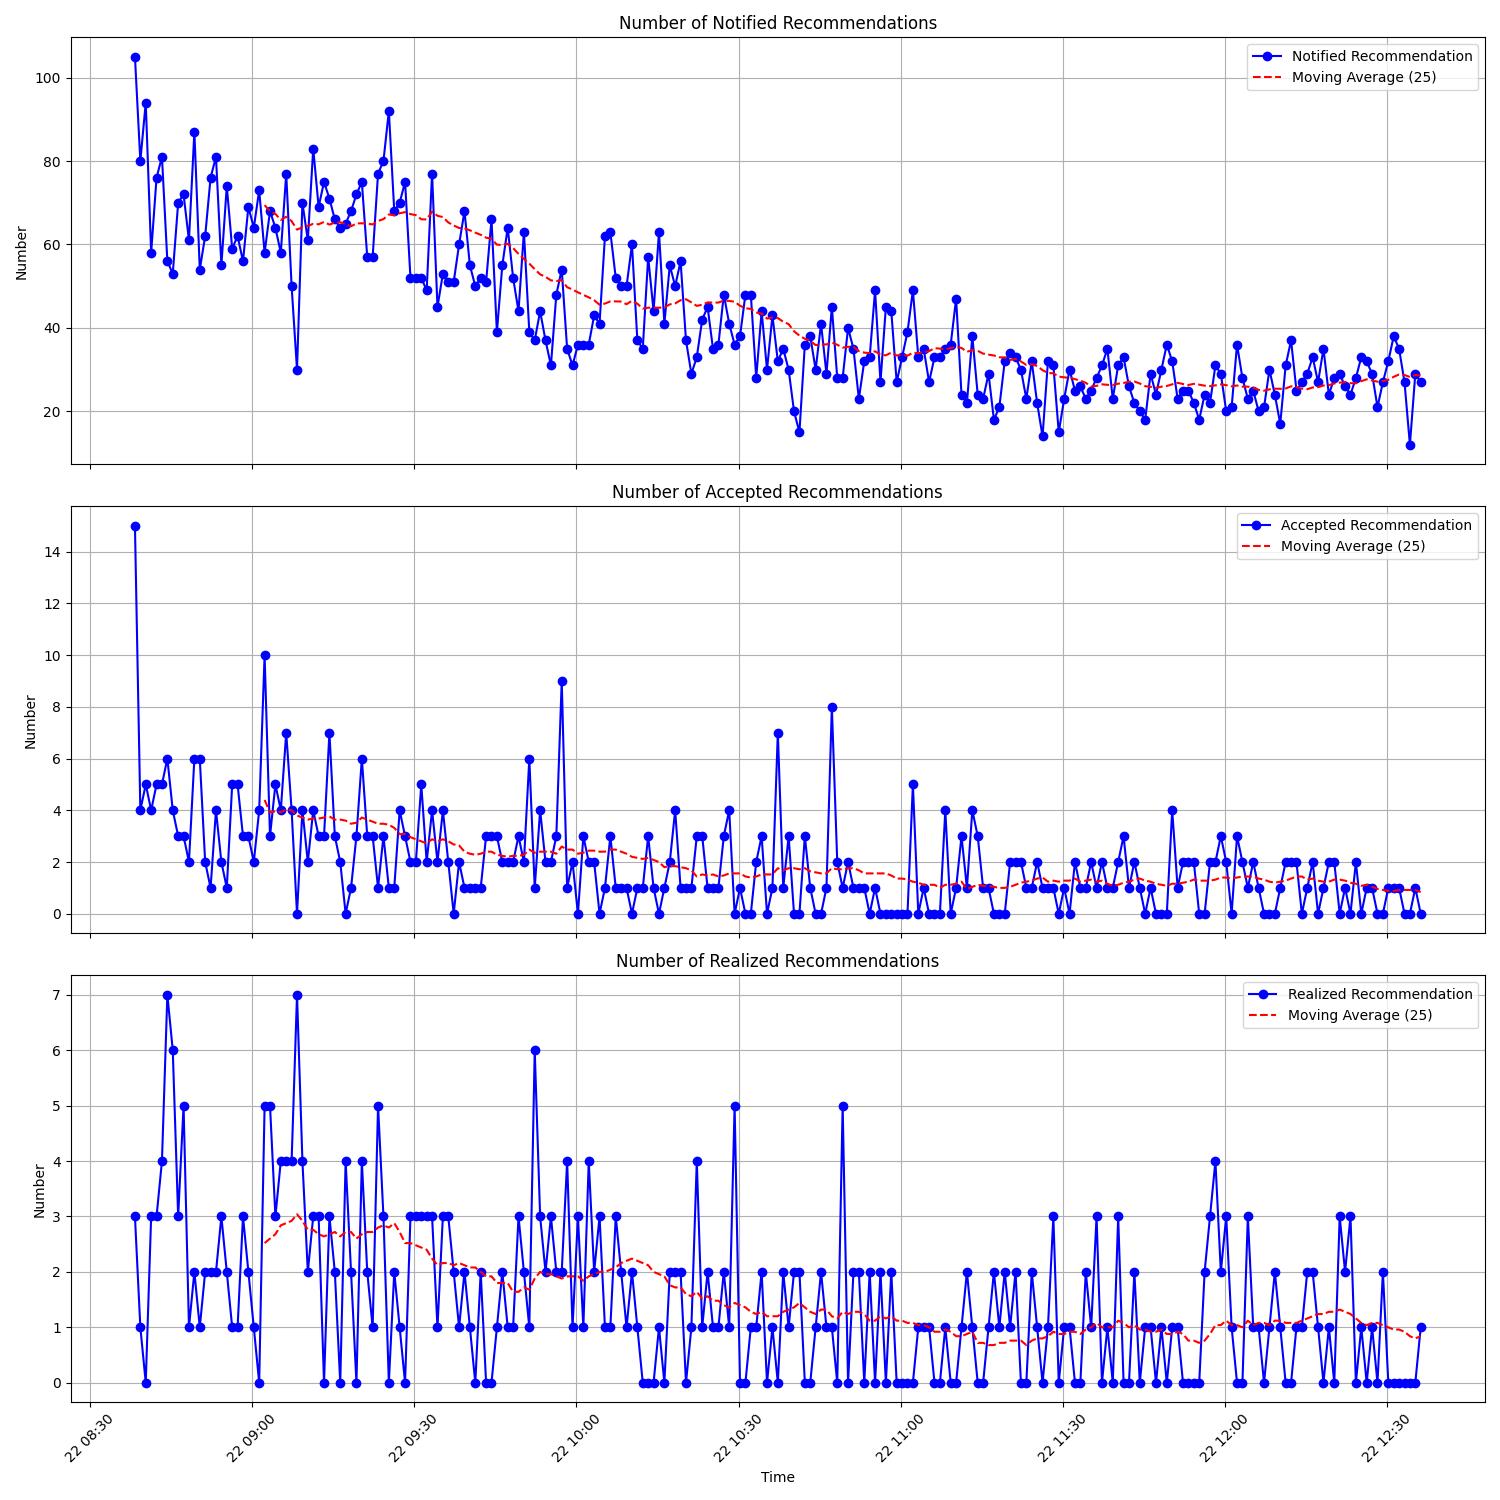 Number of Notified Recommendations
Notified Recommendation
Moving Average (25)
Number
100
80
60
40
20
Number of Accepted Recommendations
Accepted Recommendation
Moving Average (25)
Number
14
12
10
8
6
4
2
0
Number of Realized Recommendations
Realized Recommendation
Moving Average (25)
Number
7
6
5
4
3
2
1
0
22 08:30
22 09:00
22 09:30
22 10:00
22 10:30
22 11:00
22 11:30
22 12:00
22 12:30
Time